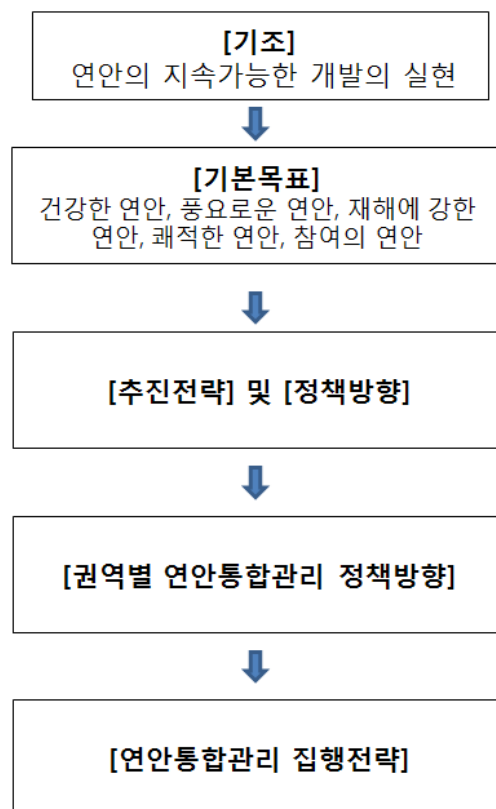 [기조]
연안의 지속가능한 개발의 실현
[기본목표]
건강한 연안, 풍요로운 연안, 재해에 강한
연안, 쾌적한 연안, 참여의 연안
[추진전략] 및 [정책방향]
[권역별 연안통합관리 정책방향]
[연안통합관리 집행전략]